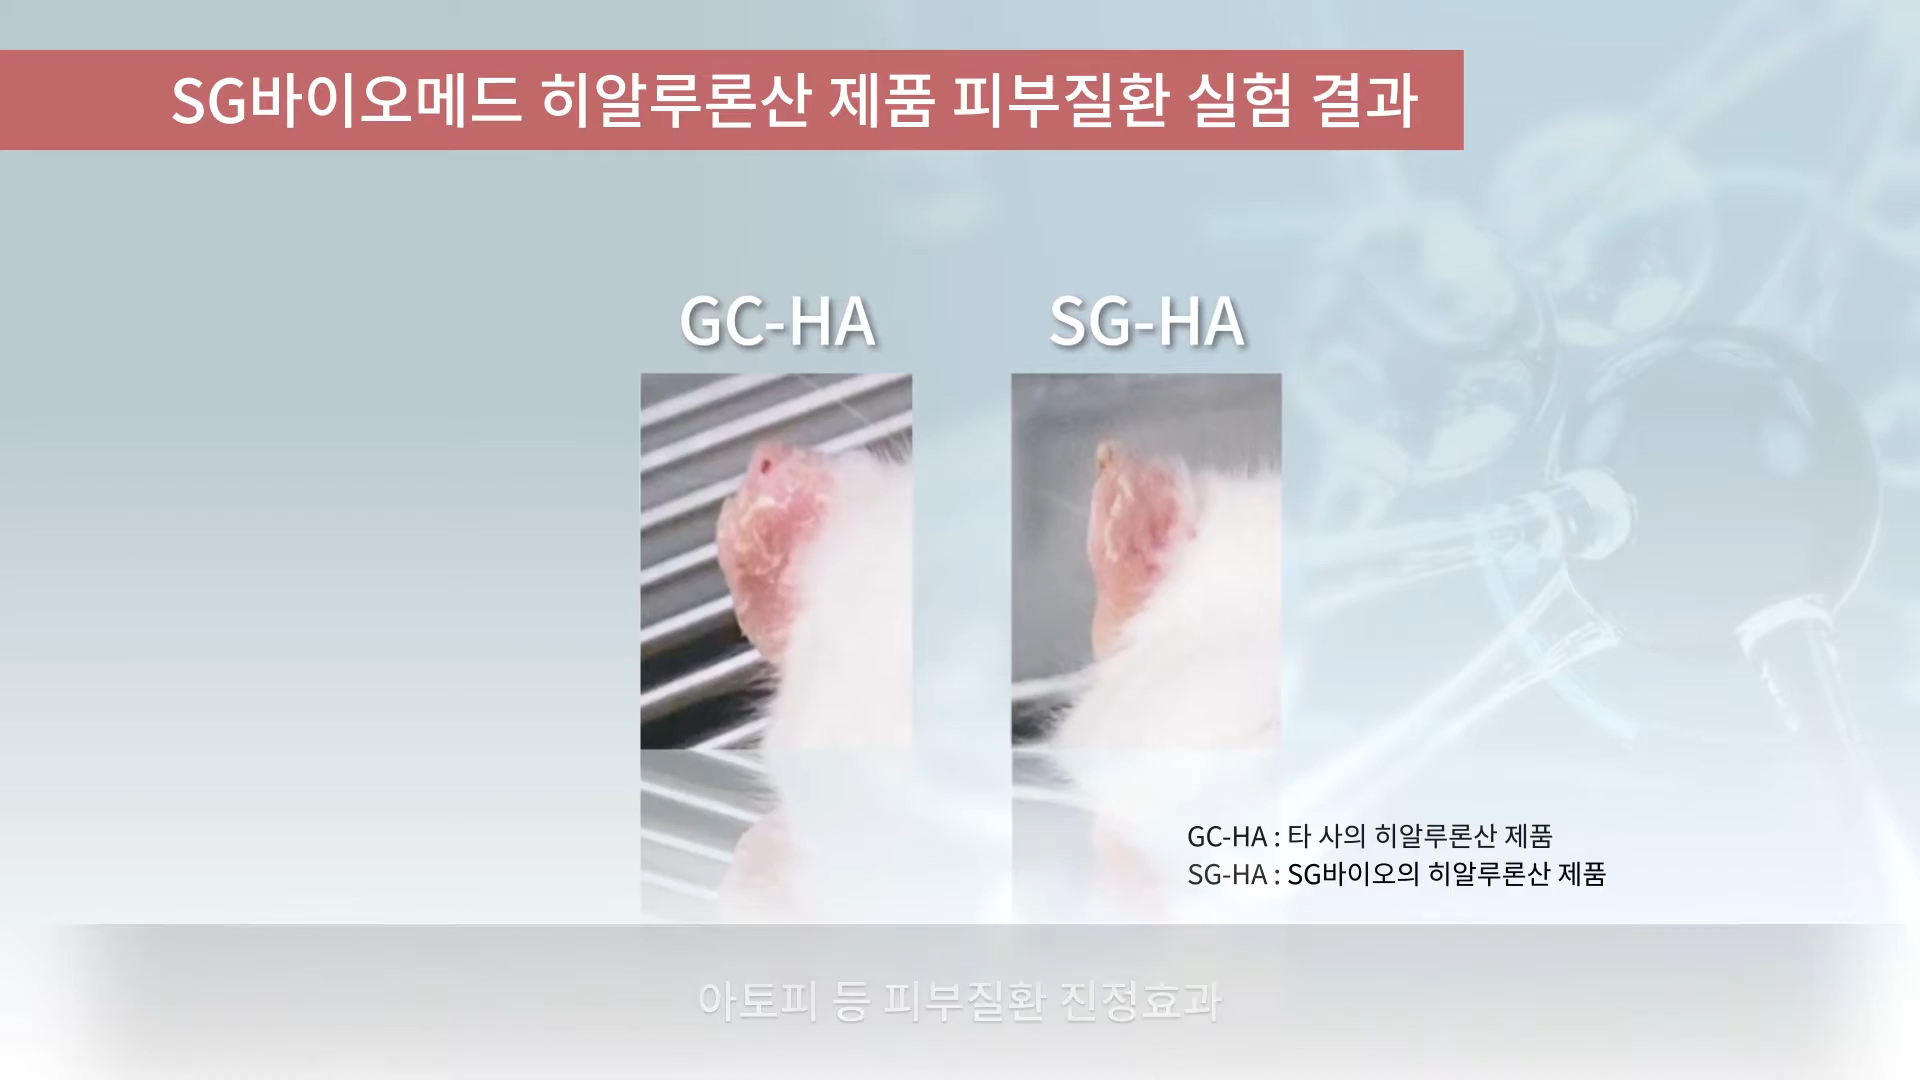 SG바이오메드 히알루론산 제품 피부질환 실험 결과
GC-HA
SG-HA
GC-HA : 타 사의 히알루론산 제품
SG-HA : SG바이오의 히알루론산 제품
아토피 등 피부질환 진정효과